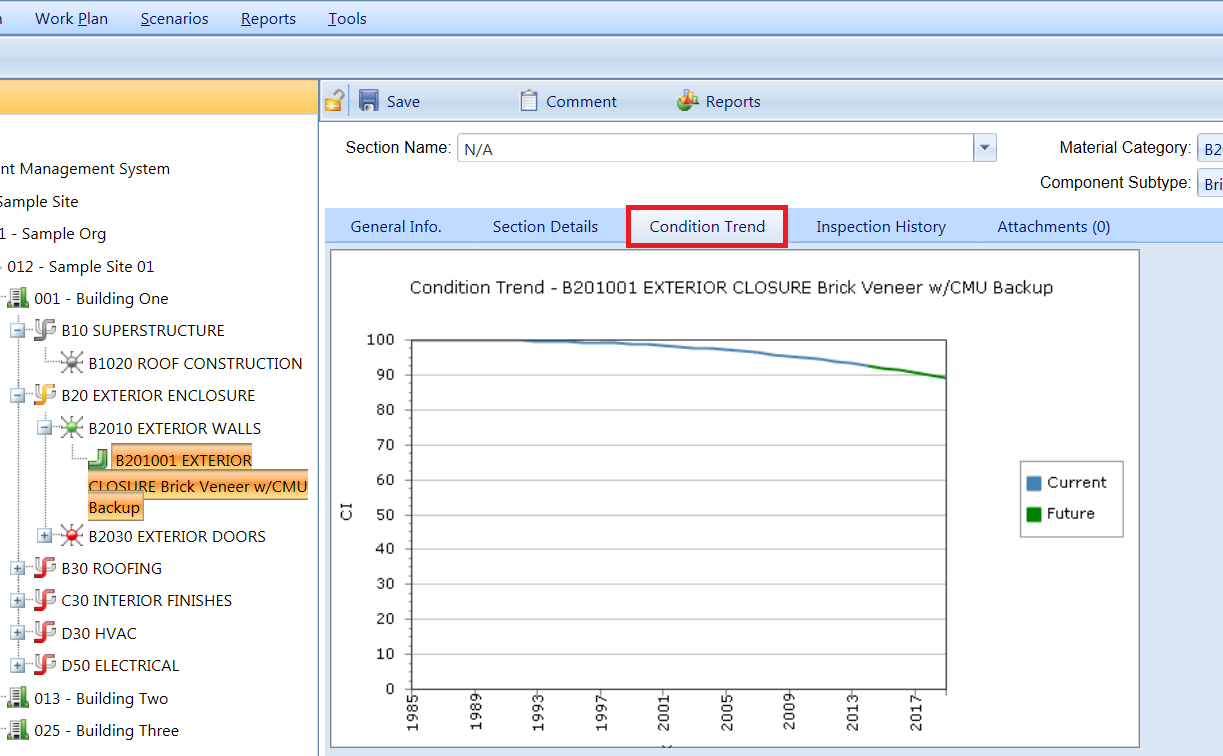 Work Plan Scenarios Reports Tools
Save Comment Reports
Section Name: N/A Material Category: B2
Component Subtype: Bri
nt Management System
Sample Site
1 - Sample Org
012 - Sample Site 01
001 - Building One
B10 SUPERSTRUCTURE
B1020 ROOF CONSTRUCTION
B20 EXTERIOR ENCLOSURE
B2010 EXTERIOR WALLS
B201001 EXTERIOR
CLOSURE Brick Veneer w/CMU
Backup
B2030 EXTERIOR DOORS
B30 ROOFING
C30 INTERIOR FINISHES
D30 HVAC
D50 ELECTRICAL
013 - Building Two
025 - Building Three
General Info. Section Details Condition Trend Inspection History Attachments (0)
Condition Trend - B201001 EXTERIOR CLOSURE Brick Veneer w/CMU Backup
100
90
80
70
60
50
40
30
20
10
0
CI
1985 1989 1993 1997 2001 2005 2009 2013 2017
Current
Future